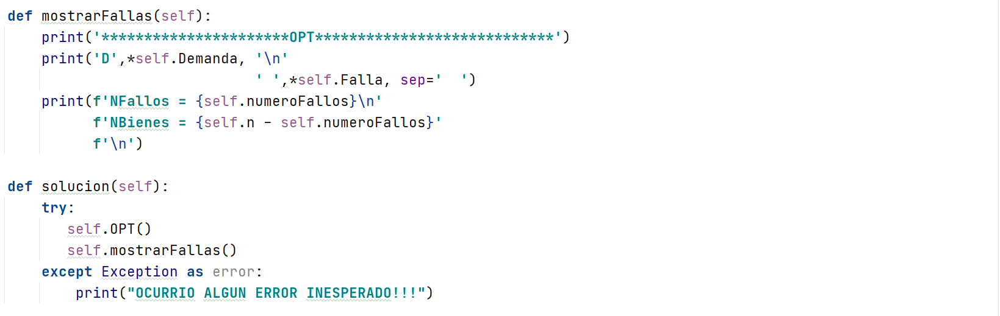 def mostrarFallas(self):
    print('**********************OPT****************************')
    print('D',*self.Demanda, '\n'
                         ' ',*self.Falla, sep='  ')
    print(f'NFallos = {self.numeroFallos}\n'
          f'NBienes = {self.n - self.numeroFallos}'
          f'\n')

def solucion(self):
    try:
       self.OPT()
       self.mostrarFallas()
    except Exception as error:
        print("OCURRIO ALGUN ERROR INESPERADO!!!")